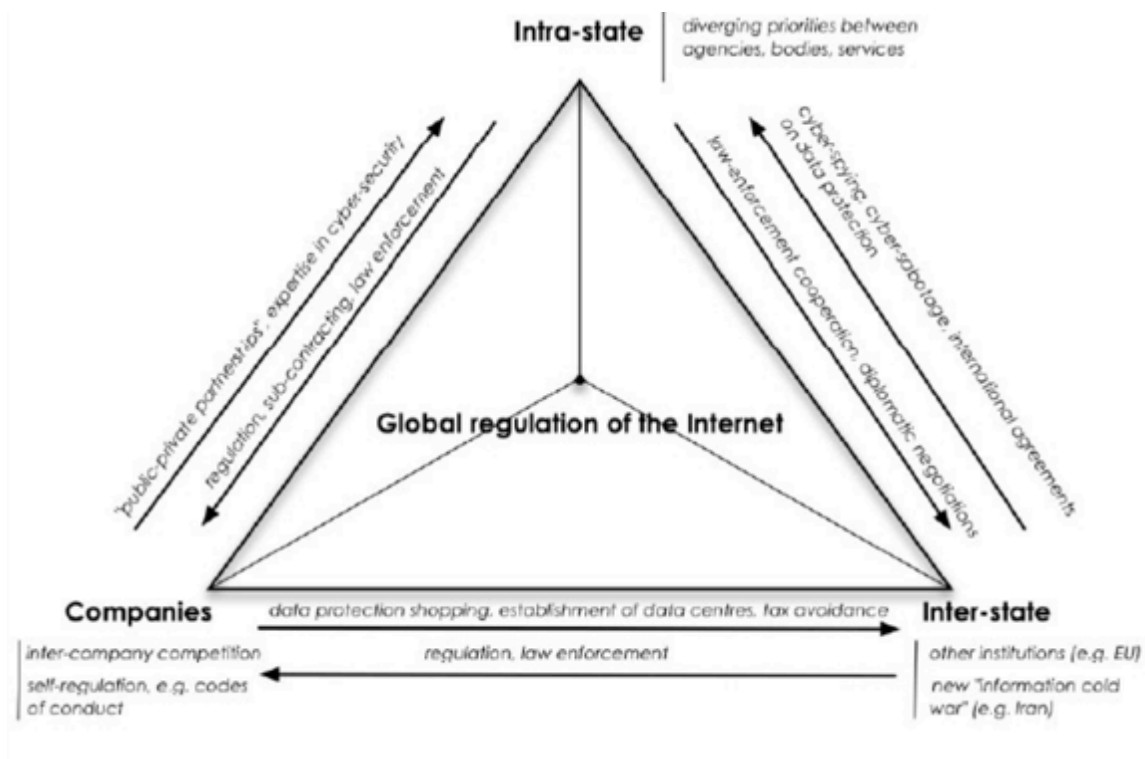 Intra-state
diverging priorities between
agencies, bodies, services
"public-private partnerships", expertise in cyber-security
regulation, sub-contracting, law enforcement
law-enforcement cooperation, diplomatic negotiations
cyber-spying, cyber-sabotage, international agreements
on data protection
Global regulation of the Internet
Companies
data protection shopping, establishment of data centres, tax avoidance
Inter-state
inter-company competition
regulation, law enforcement
other institutions (e.g. EU)
self-regulation, e.g. codes
of conduct
new "information cold
war" (e.g. Iran)